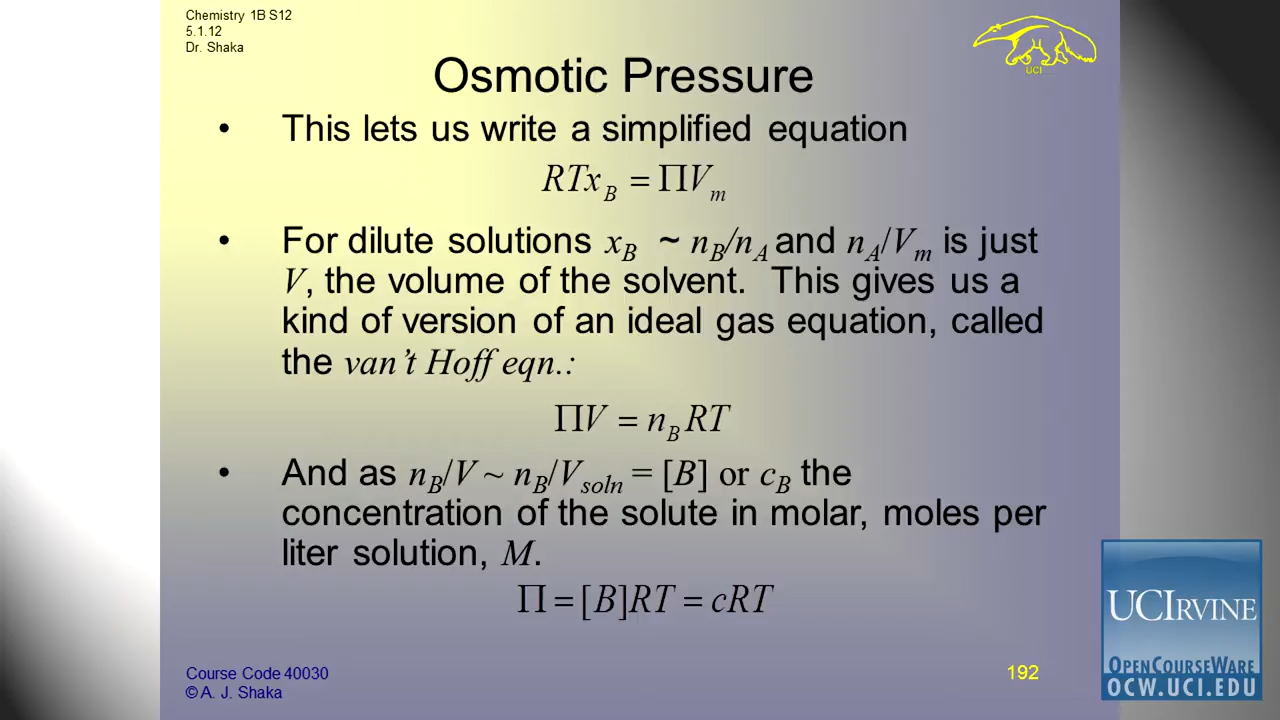 Chemistry 1B S12
5.1.12
Dr. Shaka
UCI
Osmotic Pressure
• This lets us write a simplified equation
RTx_B = ΠV_m
• For dilute solutions x_B ~ n_B/n_A and n_A/V_m is just
V, the volume of the solvent. This gives us a
kind of version of an ideal gas equation, called
the van't Hoff eqn.:
ΠV = n_B RT
• And as n_B/V ~ n_B/V_soln = [B] or c_B the
concentration of the solute in molar, moles per
liter solution, M.
Π = [B]RT = cRT
Course Code 40030
© A. J. Shaka
192
UCIRVINE
OPENCOURSEWARE
OCW.UCI.EDU